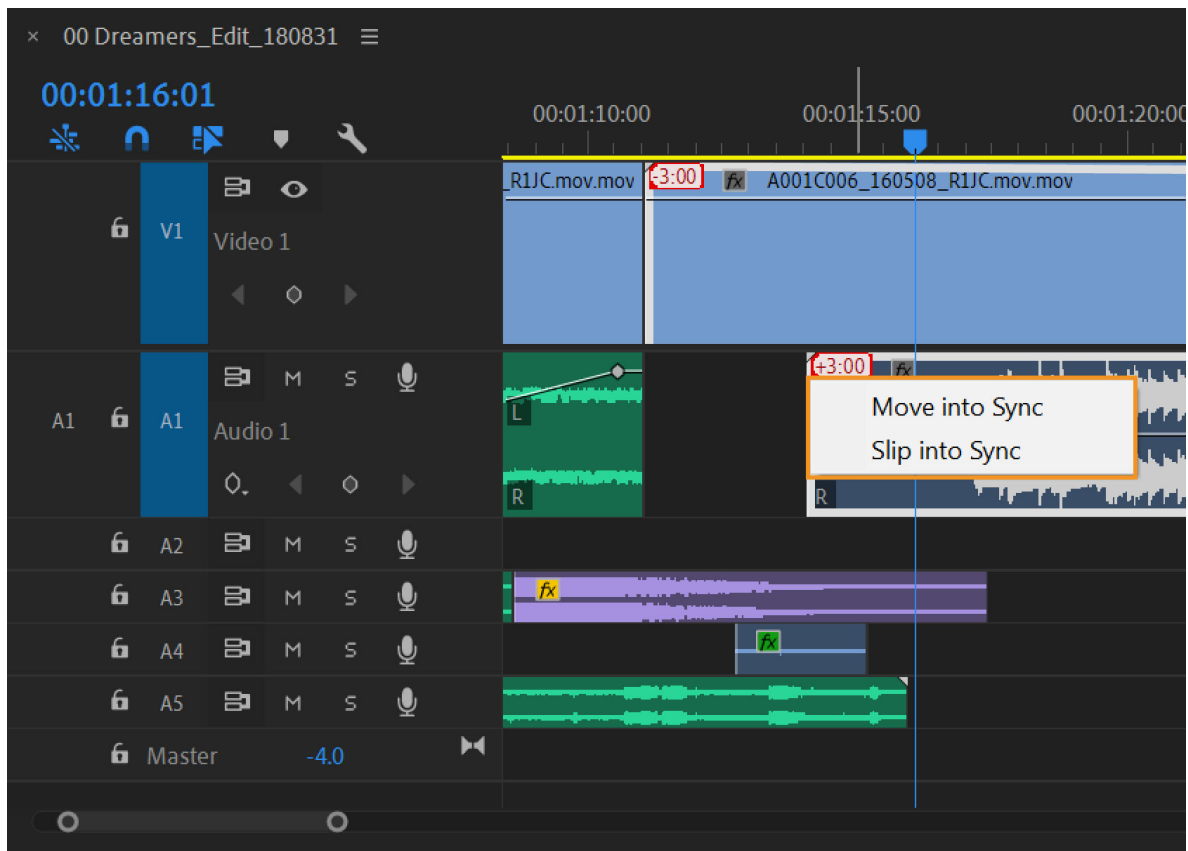 × 00 Dreamers_Edit_180831
00:01:16:01
00:01:10:00 00:01:15:00 00:01:20:00
_R1JC.mov.mov -3:00 fx A001C006_160508_R1JC.mov.mov
V1
Video 1
+3:00 fx
M S
L
Move into Sync
A1 A1
Audio 1
Slip into Sync
R R
A2 M S
fx
A3 M S
fx
A4 M S
A5 M S
Master -4.0